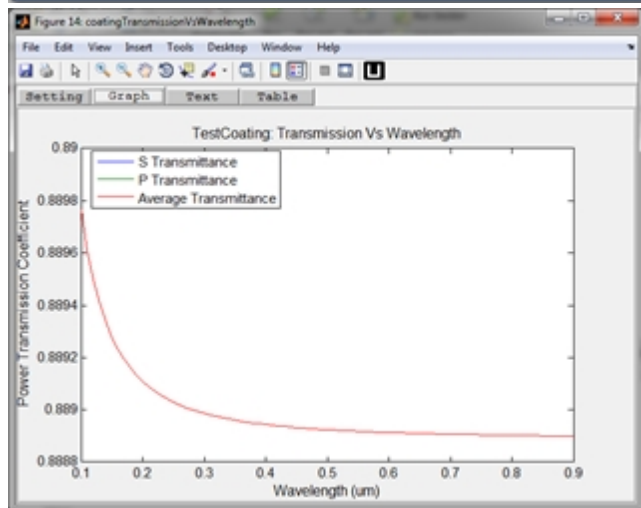 Figure 14: coatingTransmissionVsWavelength
File Edit View Insert Tools Desktop Window Help
Setting Graph Text Table
TestCoating: Transmission Vs Wavelength
0.89
S Transmittance
P Transmittance
Average Transmittance
0.8898
0.8896
0.8894
0.8892
0.889
0.8888
Power Transmission Coefficient
0.1 0.2 0.3 0.4 0.5 0.6 0.7 0.8 0.9
Wavelength (um)